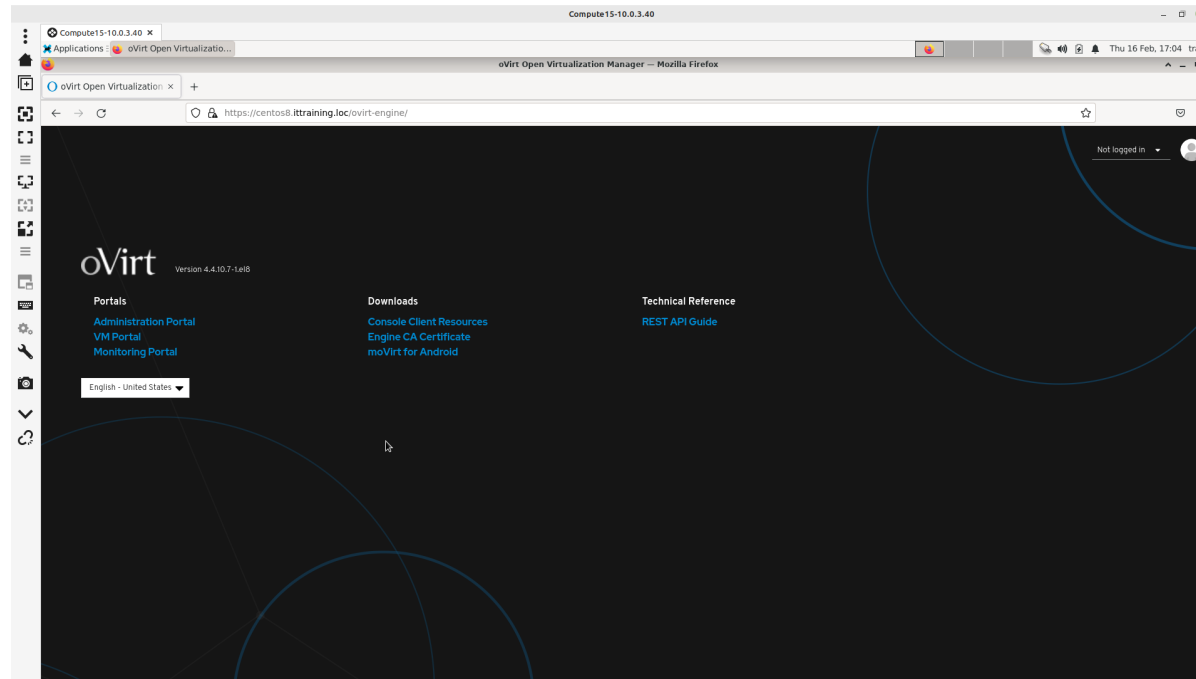 Compute15-10.0.3.40
Compute15-10.0.3.40
Applications oVirt Open Virtualizatio...
Thu 16 Feb, 17:04
oVirt Open Virtualization Manager — Mozilla Firefox
oVirt Open Virtualization
https://centos8.ittraining.loc/ovirt-engine/
Not logged in
oVirt Version 4.4.10.7-1.el8
Portals
Administration Portal
VM Portal
Monitoring Portal
Downloads
Console Client Resources
Engine CA Certificate
moVirt for Android
Technical Reference
REST API Guide
English - United States